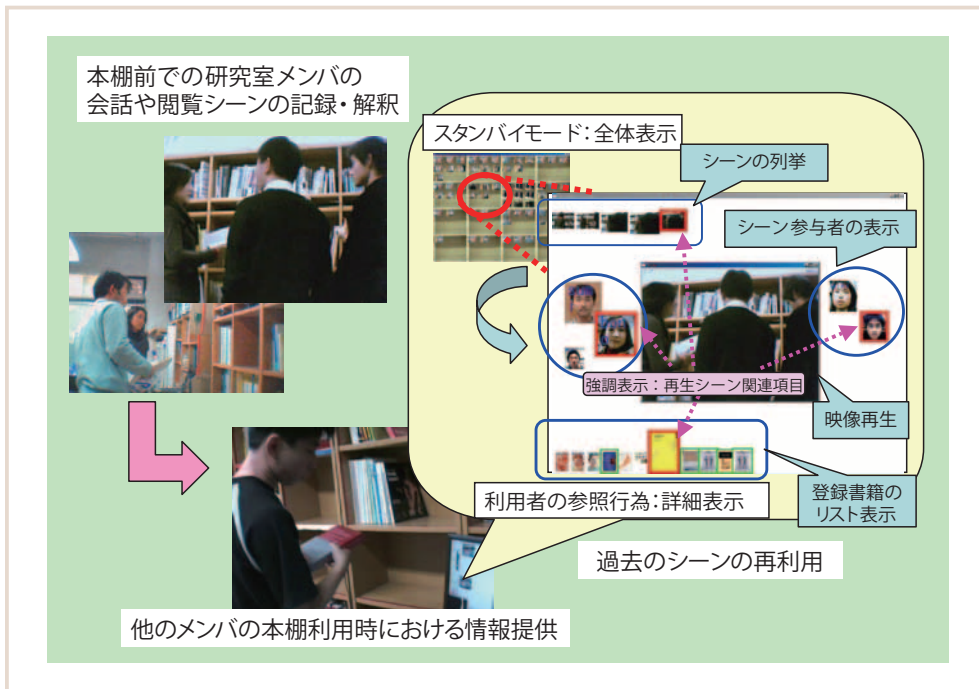 本棚前での研究室メンバの
会話や閲覧シーンの記録・解釈
スタンバイモード：全体表示
シーンの列挙
シーン参与者の表示
強調表示：再生シーン関連項目
映像再生
登録書籍の
リスト表示
利用者の参照行為：詳細表示
過去のシーンの再利用
他のメンバの本棚利用時における情報提供